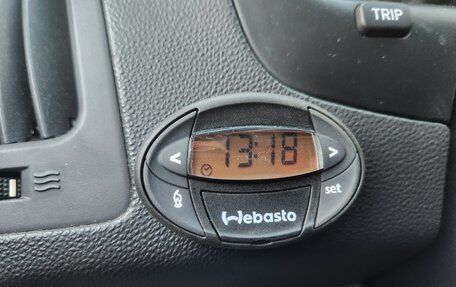 TRIP
< 13:18 >
set
Webasto